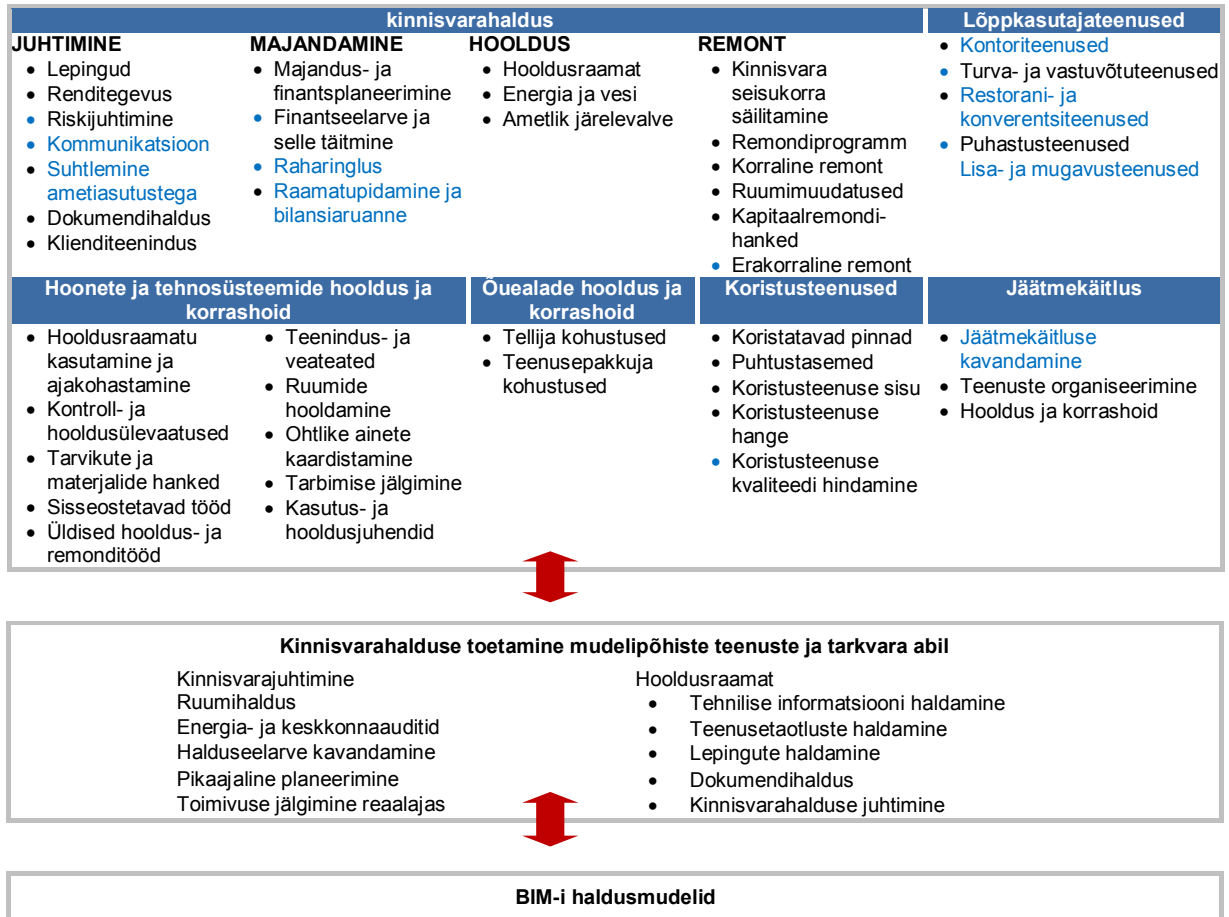 kinnisvarahaldus
Lõppkasutajateenused
JUHTIMINE
• Lepingud
• Renditegevus
• Riskijuhtimine
• Kommunikatsioon
• Suhtlemine
ametiasutustega
• Dokumendihaldus
• Klienditeenindus
MAJANDAMINE
• Majandus- ja
finantsplaneerimine
• Finantseelarve ja
selle täitmine
• Raharinglus
• Raamatupidamine ja
bilansiaruanne
HOOLDUS
• Hooldusraamat
• Energia ja vesi
• Ametlik järelevalve
REMONT
• Kinnisvara
seisukorra
säilitamine
• Remondiprogramm
• Korraline remont
• Ruumimuudatused
• Kapitaalremondi-
hanked
• Erakorraline remont
• Kontoriteenused
• Turva- ja vastuvõtuteenused
• Restorani- ja
konverentsiteenused
• Puhastusteenused
Lisa- ja mugavusteenused
Hoonete ja tehnosüsteemide hooldus ja
korrashoid
• Hooldusraamatu
kasutamine ja
ajakohastamine
• Kontroll- ja
hooldusülevaatused
• Tarvikute ja
materjalide hanked
• Sisseostetavad tööd
• Üldised hooldus- ja
remonditööd
• Teenindus- ja
veateated
• Ruumide
hooldamine
• Ohtlike ainete
kaardistamine
• Tarbimise jälgimine
• Kasutus- ja
hooldusjuhendid
Õuealade hooldus ja
korrashoid
• Tellija kohustused
• Teenusepakkuja
kohustused
Koristusteenused
• Koristatavad pinnad
• Puhtustasemed
• Koristusteenuse sisu
• Koristusteenuse
hange
• Koristusteenuse
kvaliteedi hindamine
Jäätmekäitlus
• Jäätmekäitluse
kavandamine
• Teenuste organiseerimine
• Hooldus ja korrashoid
Kinnisvarahalduse toetamine mudelipõhiste teenuste ja tarkvara abil
Kinnisvarajuhtimine
Ruumihaldus
Energia- ja keskkonnaauditid
Halduseelarve kavandamine
Pikaajaline planeerimine
Toimivuse jälgimine reaalajas
Hooldusraamat
• Tehnilise informatsiooni haldamine
• Teenusetaotluste haldamine
• Lepingute haldamine
• Dokumendihaldus
• Kinnisvarahalduse juhtimine
BIM-i haldusmudelid